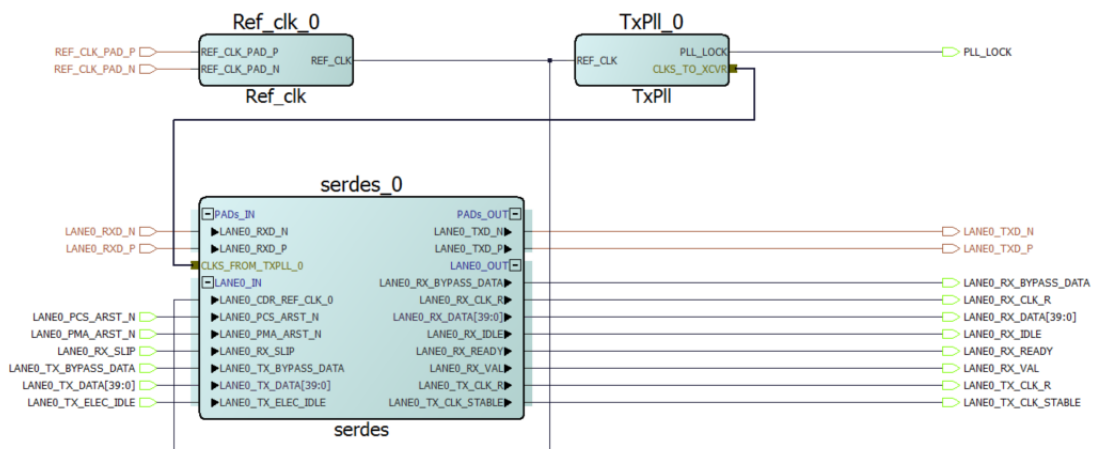 Ref_clk_0
TxPll_0
REF_CLK_PAD_P
REF_CLK_PAD_P
REF_CLK
REF_CLK
PLL_LOCK
PLL_LOCK
REF_CLK_PAD_N
REF_CLK_PAD_N
CLKS_TO_XCVR
Ref_clk
TxPll
serdes_0
PADs_IN
PADs_OUT
LANE0_RXD_N
LANE0_RXD_N
LANE0_TXD_N
LANE0_TXD_N
LANE0_RXD_P
LANE0_RXD_P
LANE0_TXD_P
LANE0_TXD_P
CLKS_FROM_TXPLL_0
LANE0_OUT
LANE0_IN
LANE0_RX_BYPASS_DATA
LANE0_RX_BYPASS_DATA
LANE0_CDR_REF_CLK_0
LANE0_RX_CLK_R
LANE0_RX_CLK_R
LANE0_PCS_ARST_N
LANE0_PCS_ARST_N
LANE0_RX_DATA[39:0]
LANE0_RX_DATA[39:0]
LANE0_PMA_ARST_N
LANE0_PMA_ARST_N
LANE0_RX_IDLE
LANE0_RX_IDLE
LANE0_RX_SLIP
LANE0_RX_SLIP
LANE0_RX_READY
LANE0_RX_READY
LANE0_TX_BYPASS_DATA
LANE0_TX_BYPASS_DATA
LANE0_RX_VAL
LANE0_RX_VAL
LANE0_TX_DATA[39:0]
LANE0_TX_DATA[39:0]
LANE0_TX_CLK_R
LANE0_TX_CLK_R
LANE0_TX_ELEC_IDLE
LANE0_TX_ELEC_IDLE
LANE0_TX_CLK_STABLE
LANE0_TX_CLK_STABLE
serdes